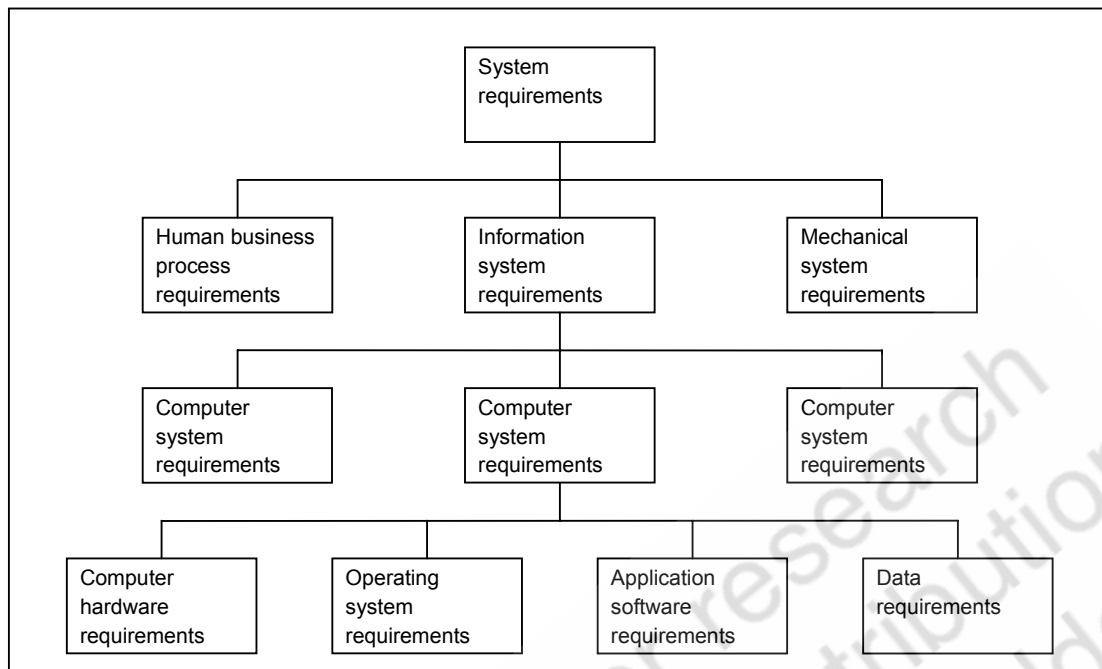 System
requirements
Human business
process
requirements
Information
system
requirements
Mechanical
system
requirements
Computer
system
requirements
Computer
system
requirements
Computer
system
requirements
Computer
hardware
requirements
Operating
system
requirements
Application
software
requirements
Data
requirements
research